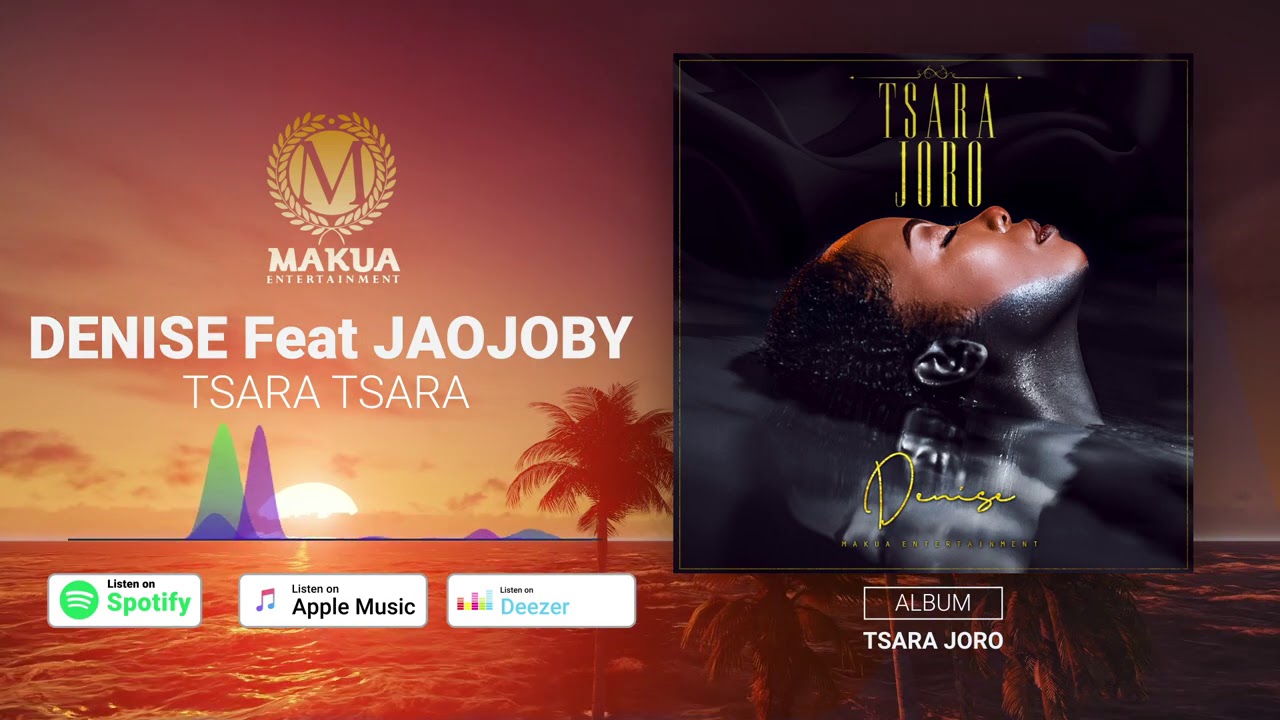 M
MAKUA
ENTERTAINMENT
DENISE Feat JAOJOBY
TSARA TSARA
Listen on
Spotify
Listen on
Apple Music
Listen on
Deezer
TSARA
JORO
Denise
MAKUA ENTERTAINMENT
ALBUM
TSARA JORO